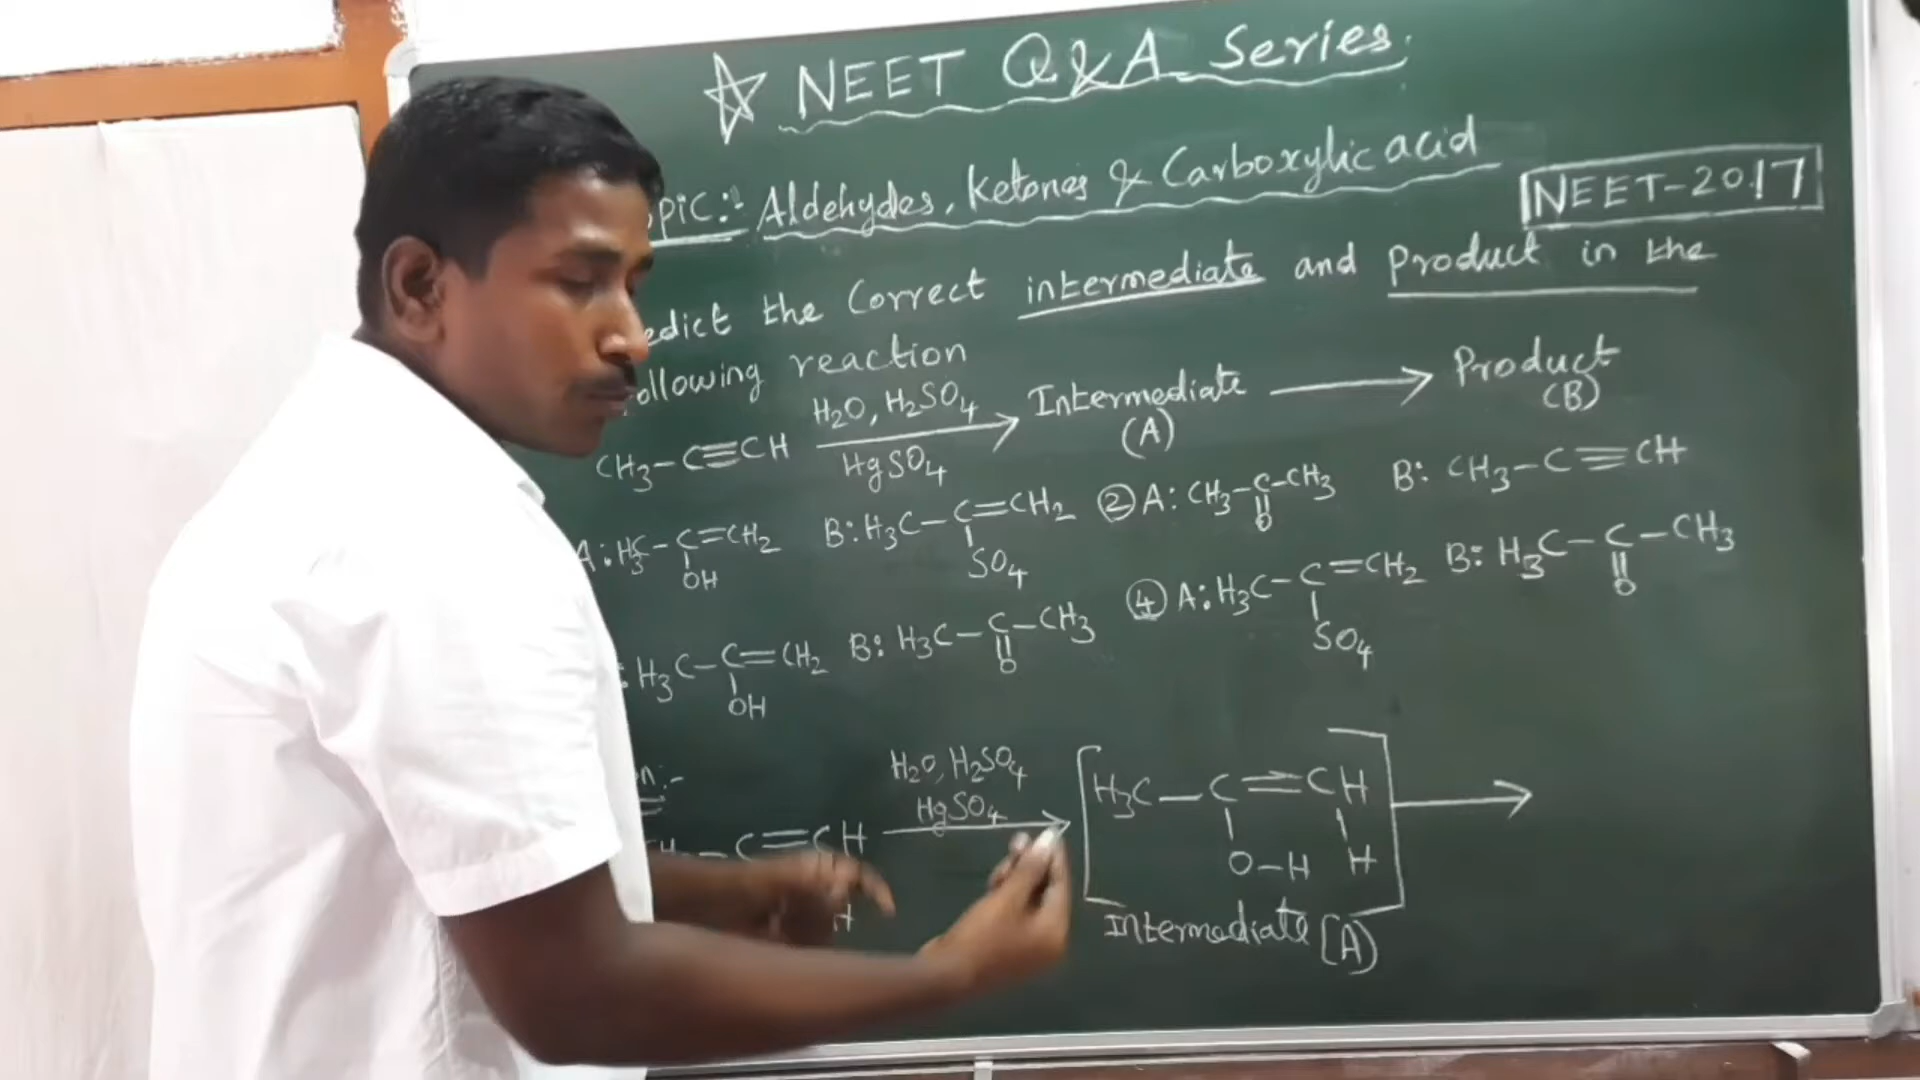 ☆ NEET Q&A Series.
pic:- Aldehydes, Ketones & Carboxylic acid
NEET-2017
edict the Correct intermediate and product in the
ollowing reaction
CH3-C≡CH H2O, H2SO4 HgSO4 → Intermediate (A) → Product (B)
A: H3C-C=CH2 OH B: H3C-C=CH2 SO4 ② A: CH3-C-CH3 O B: CH3-C≡CH
: H3C-C=CH2 OH B: H3C-C-CH3 O ④ A: H3C-C=CH2 SO4 B: H3C-C-CH3 O
n:-
H-C=CH H H2O, H2SO4 HgSO4 → [H3C-C=CH O-H H] →
Intermediate (A)